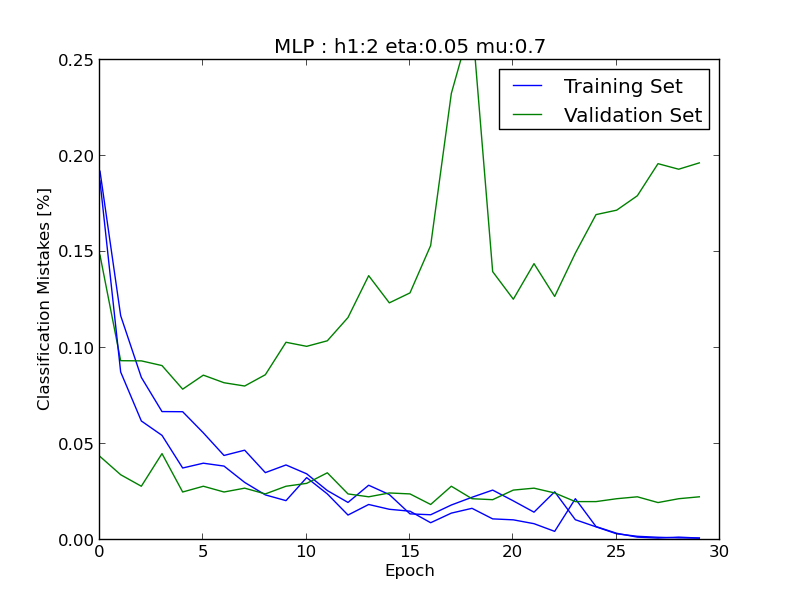 MLP : h1:2 eta:0.05 mu:0.7
Training Set
Validation Set
Classification Mistakes [%]
0.25
0.20
0.15
0.10
0.05
0.00
0 5 10 15 20 25 30
Epoch